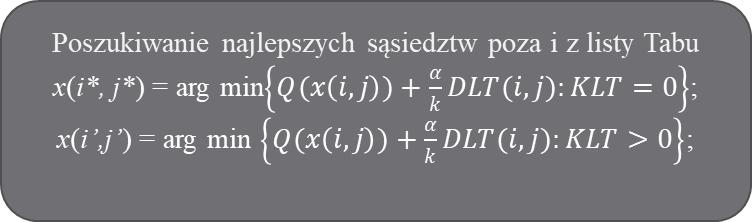 Poszukiwanie najlepszych sąsiedztw poza i z listy Tabu
x(i*, j*) = arg min{Q(x(i,j)) + α/k DLT(i,j): KLT = 0};
x(i’,j’) = arg min {Q(x(i,j)) + α/k DLT(i,j): KLT > 0};